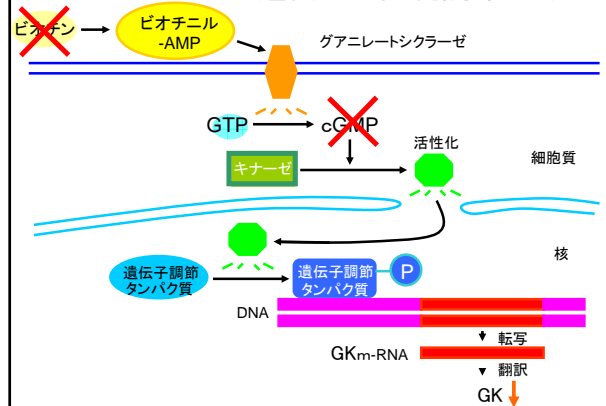 ビオチン
ビオチニル
-AMP
グアニレートシクラーゼ
GTP
cGMP
活性化
キナーゼ
細胞質
核
遺伝子調節
タンパク質
遺伝子調節
タンパク質
P
DNA
転写
GKm-RNA
翻訳
GK